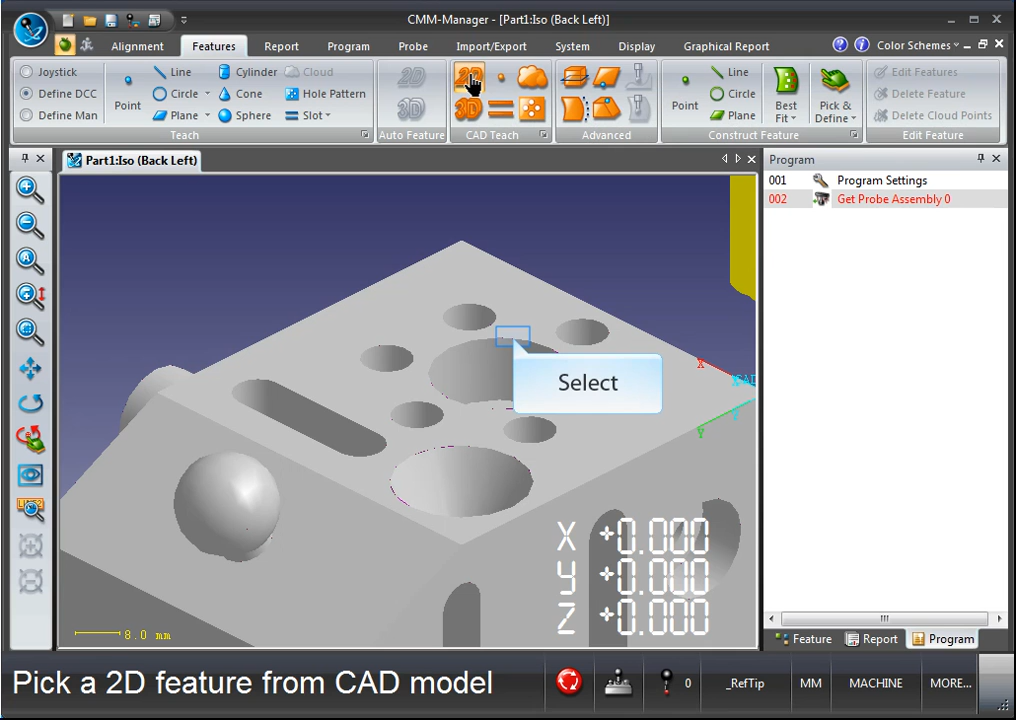 CMM-Manager - [Part1:Iso (Back Left)]
Alignment Features Report Program Probe Import/Export System Display Graphical Report Color Schemes
Joystick Line Cylinder Cloud 2D 2D Line Edit Features
Define DCC Point Circle Cone Hole Pattern Point Circle Best Fit Pick & Define Delete Feature
Define Man Plane Sphere Slot 3D 3D Plane Delete Cloud Points
Teach Auto Feature CAD Teach Advanced Construct Feature Edit Feature
Part1:Iso (Back Left) Program
001 Program Settings
002 Get Probe Assembly 0
Select
X
Y
X +0.000
Y +0.000
Z +0.000
8.0 mm
Feature Report Program
Pick a 2D feature from CAD model 0 _RefTip MM MACHINE MORE...